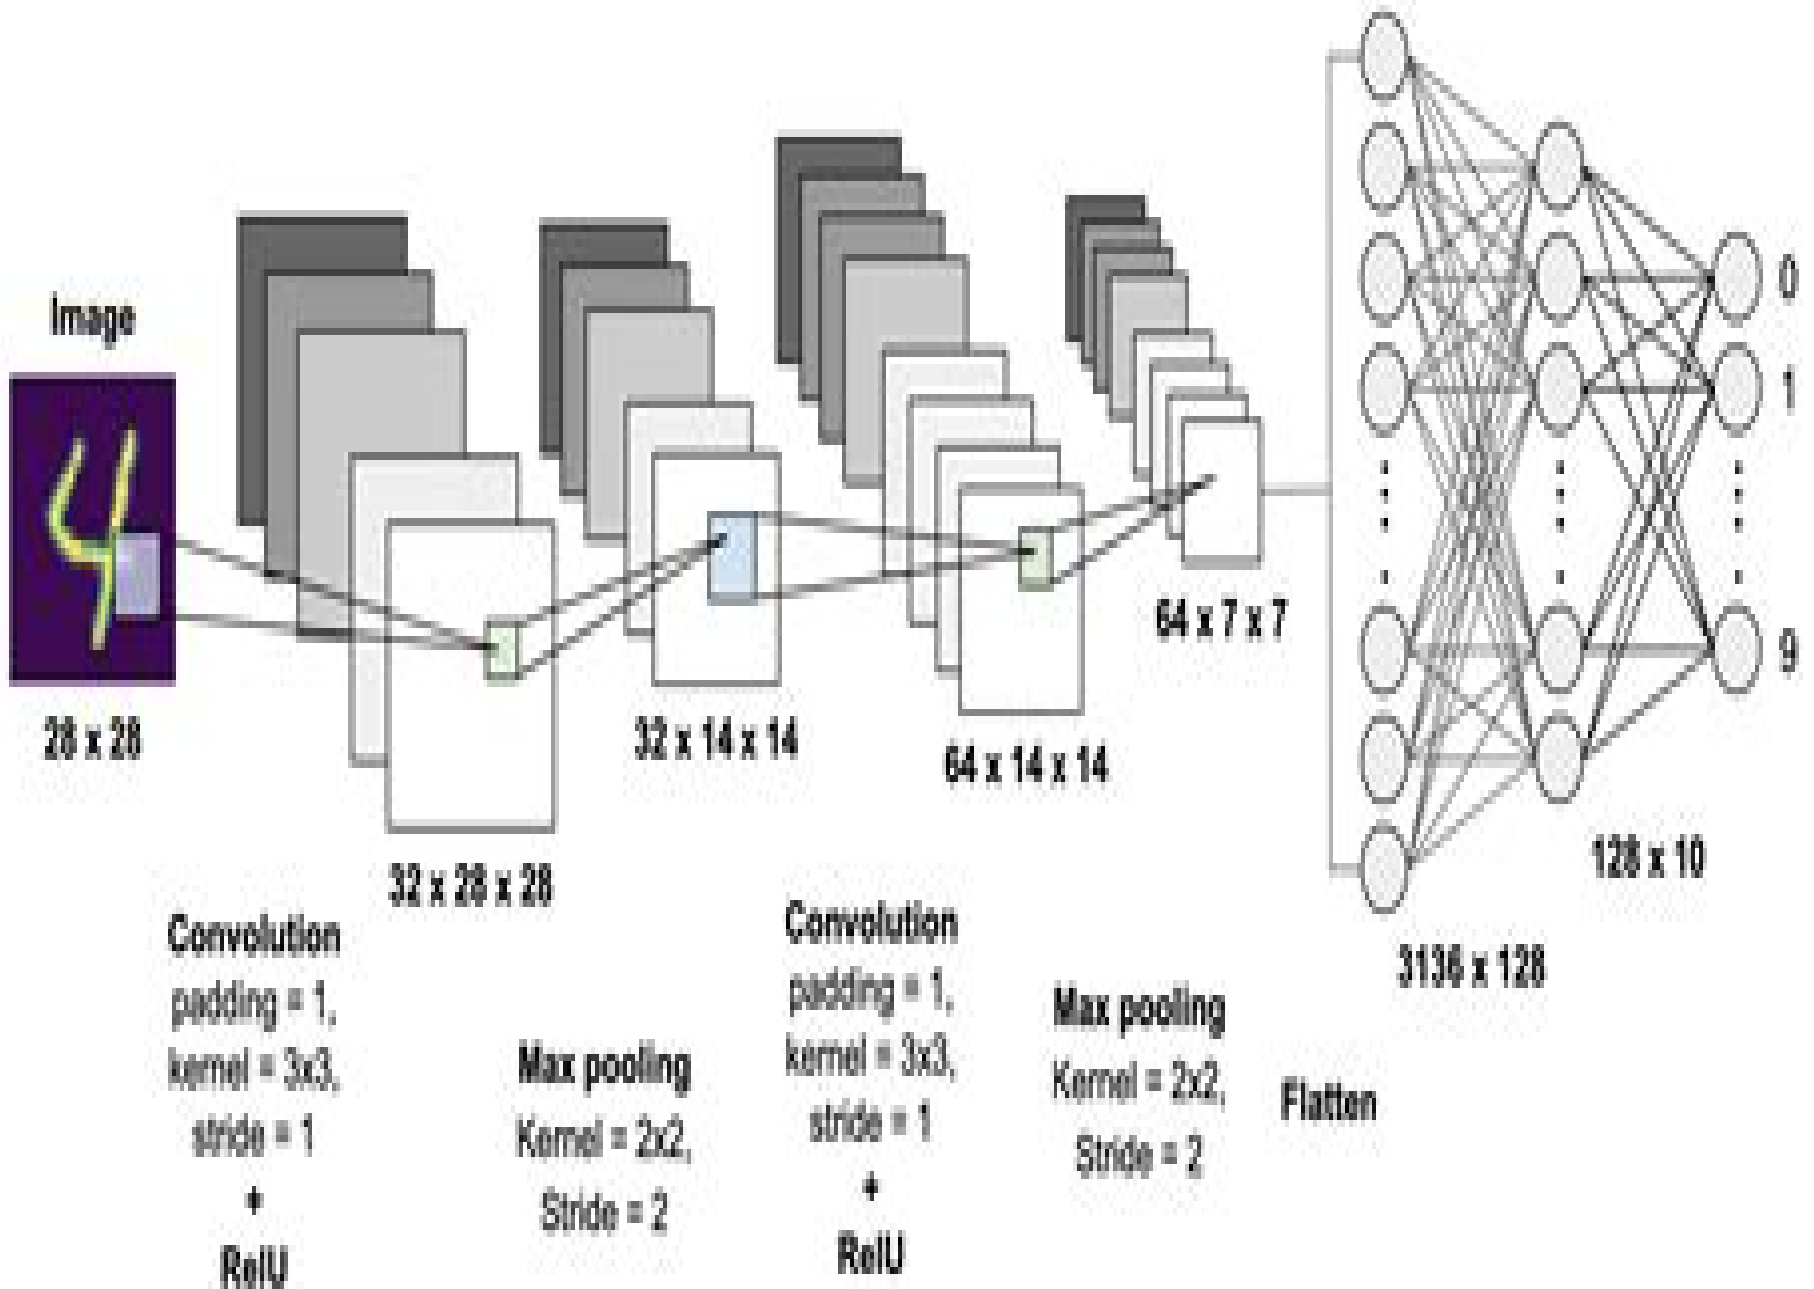 Image
28 x 28
32 x 28 x 28
32 x 14 x 14
64 x 14 x 14
64 x 7 x 7
0
1
9
128 x 10
3136 x 128
Convolution
padding = 1,
kernel = 3x3,
stride = 1
+
RelU
Max pooling
Kernel = 2x2,
Stride = 2
Convolution
padding = 1,
kernel = 3x3,
stride = 1
+
RelU
Max pooling
Kernel = 2x2,
Stride = 2
Flatten